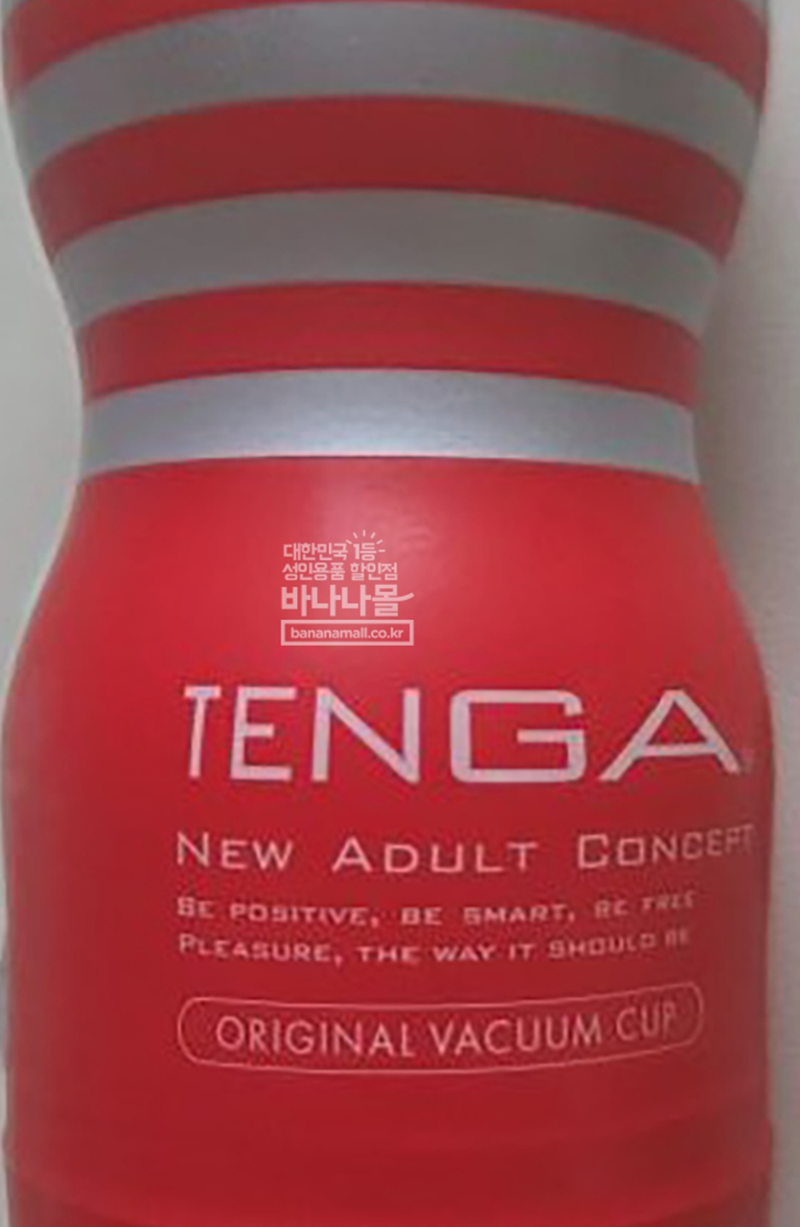 대한민국 1등
성인용품 할인점
바나나몰
bananamall.co.kr
TENGA
NEW ADULT CONCEPT
BE POSITIVE, BE SMART, BE FREE
PLEASURE, THE WAY IT SHOULD BE
ORIGINAL VACUUM CUP